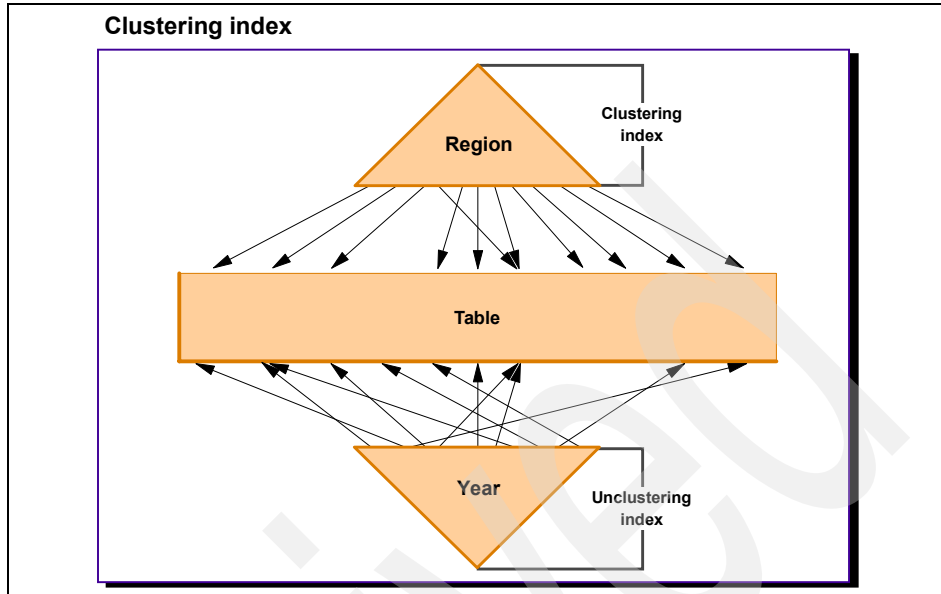 Clustering index
Region
Clustering
index
Table
Year
Unclustering
index